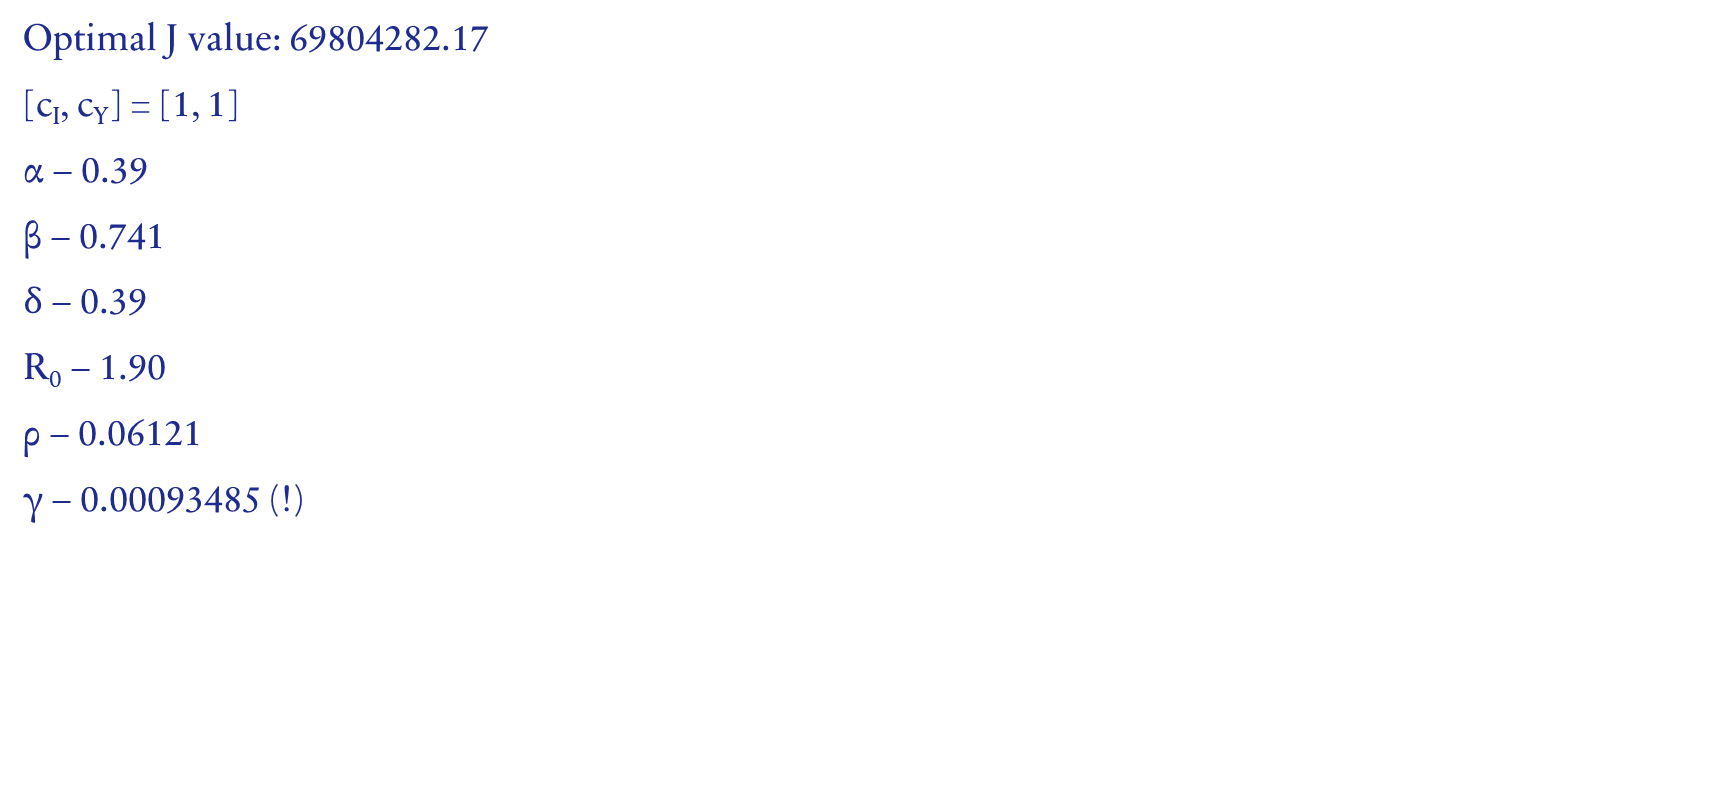 Optimal J value: 69804282.17
[c_I, c_Y] = [1, 1]
α – 0.39
β – 0.741
δ – 0.39
R₀ – 1.90
ρ – 0.06121
γ – 0.00093485 (!)